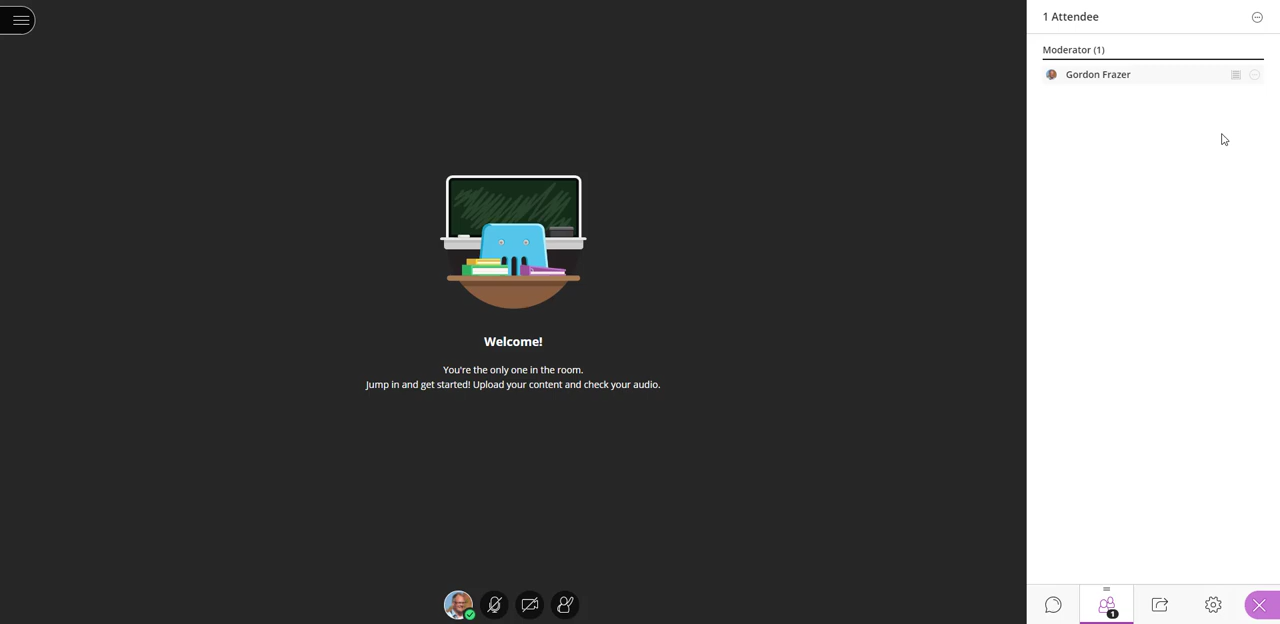 1 Attendee
Moderator (1)
Gordon Frazer
Welcome!
You're the only one in the room.
Jump in and get started! Upload your content and check your audio.
1